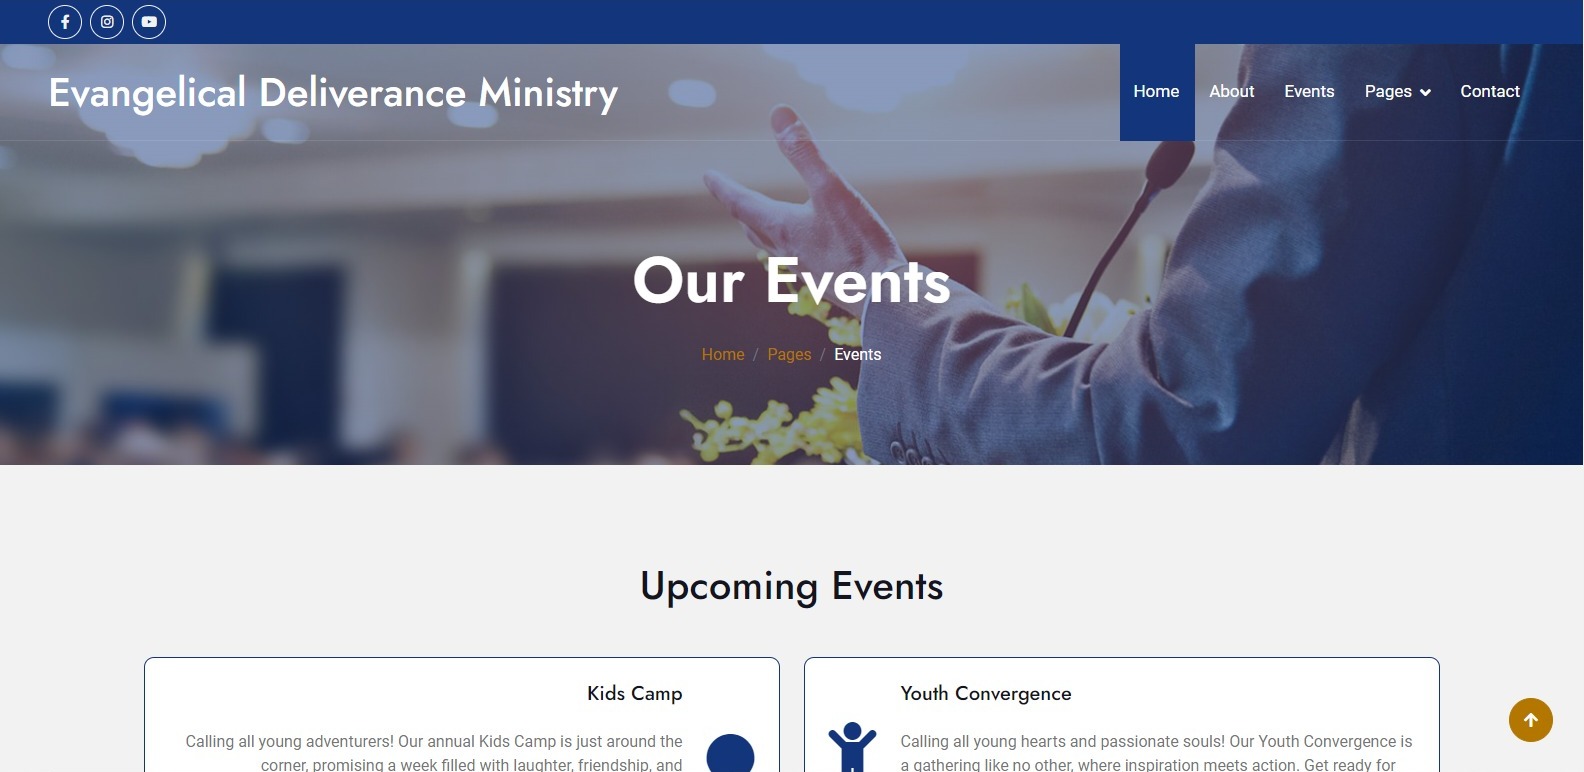 Evangelical Deliverance Ministry
Home About Events Pages Contact
Our Events
Home / Pages / Events
Upcoming Events
Kids Camp
Calling all young adventurers! Our annual Kids Camp is just around the
corner, promising a week filled with laughter, friendship, and
Youth Convergence
Calling all young hearts and passionate souls! Our Youth Convergence is
a gathering like no other, where inspiration meets action. Get ready for